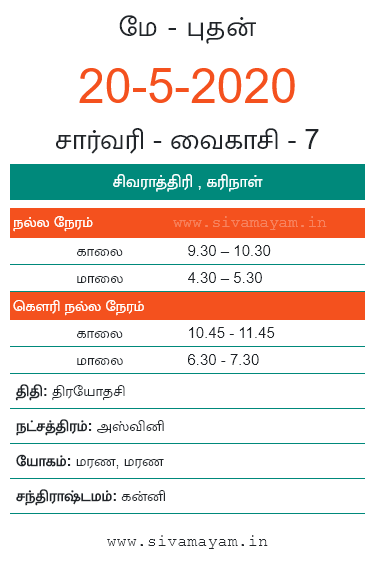 மே - புதன்
20-5-2020
சார்வரி - வைகாசி - 7
சிவராத்திரி , கரிநாள்
நல்ல நேரம் www.sivamayam.in
காலை 9.30 – 10.30
மாலை 4.30 – 5.30
கௌரி நல்ல நேரம்
காலை 10.45 - 11.45
மாலை 6.30 - 7.30
திதி: திரயோதசி
நட்சத்திரம்: அஸ்வினி
யோகம்: மரண, மரண
சந்திராஷ்டமம்: கன்னி
www.sivamayam.in